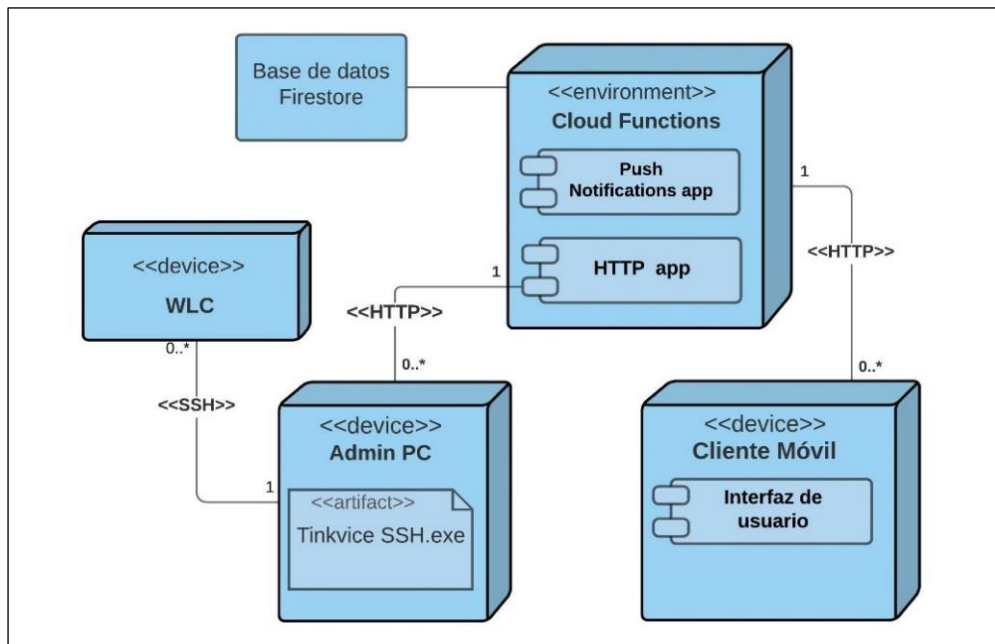 Base de datos
Firestore
<<environment>>
Cloud Functions
Push
Notifications app
HTTP app
1
<<HTTP>>
0..*
1
<<HTTP>>
0..*
<<device>>
WLC
0..*
<<SSH>>
1
<<device>>
Admin PC
<<artifact>>
Tinkvice SSH.exe
<<device>>
Cliente Móvil
Interfaz de
usuario